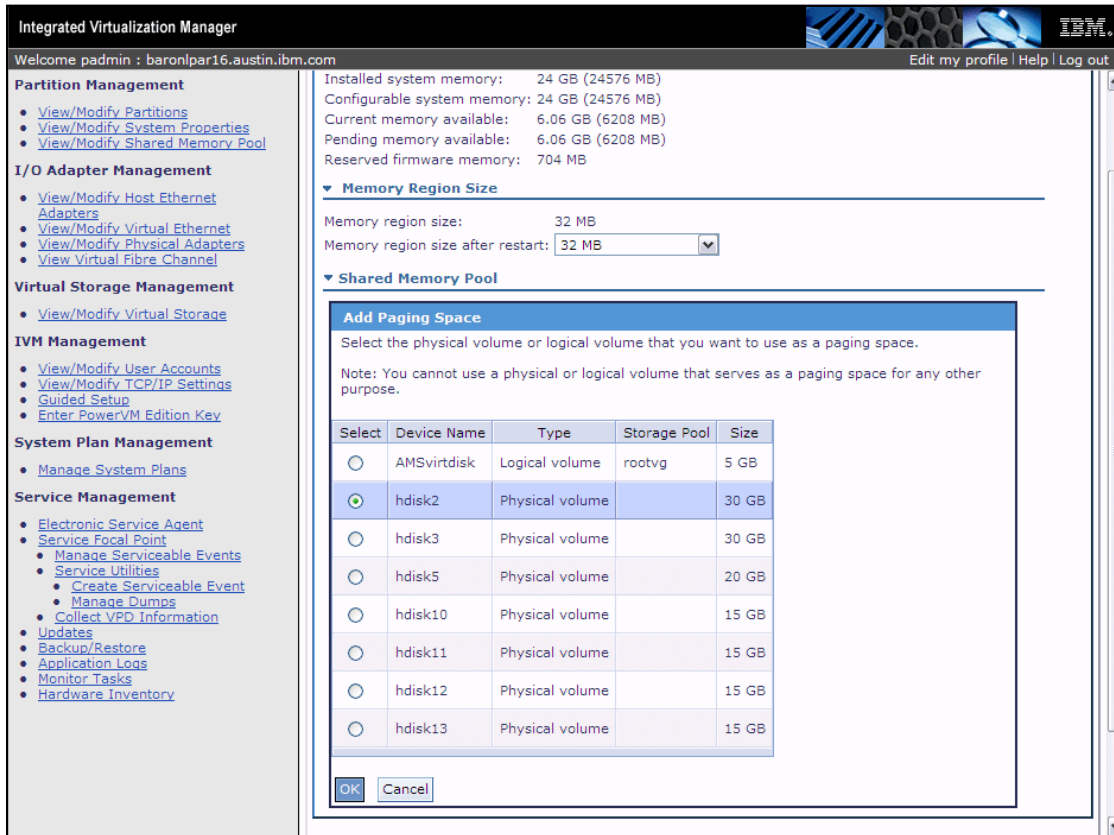 Integrated Virtualization Manager
IBM.
Welcome padmin : baronlpar16.austin.ibm.com
Edit my profile | Help | Log out
Partition Management
View/Modify Partitions
View/Modify System Properties
View/Modify Shared Memory Pool
I/O Adapter Management
View/Modify Host Ethernet
Adapters
View/Modify Virtual Ethernet
View/Modify Physical Adapters
View Virtual Fibre Channel
Virtual Storage Management
View/Modify Virtual Storage
IVM Management
View/Modify User Accounts
View/Modify TCP/IP Settings
Guided Setup
Enter PowerVM Edition Key
System Plan Management
Manage System Plans
Service Management
Electronic Service Agent
Service Focal Point
Manage Serviceable Events
Service Utilities
Create Serviceable Event
Manage Dumps
Collect VPD Information
Updates
Backup/Restore
Application Logs
Monitor Tasks
Hardware Inventory
Installed system memory: 24 GB (24576 MB)
Configurable system memory: 24 GB (24576 MB)
Current memory available: 6.06 GB (6208 MB)
Pending memory available: 6.06 GB (6208 MB)
Reserved firmware memory: 704 MB
Memory Region Size
Memory region size: 32 MB
Memory region size after restart: 32 MB
Shared Memory Pool
Add Paging Space
Select the physical volume or logical volume that you want to use as a paging space.
Note: You cannot use a physical or logical volume that serves as a paging space for any other
purpose.
Select Device Name Type Storage Pool Size
AMSvirtdisk Logical volume rootvg 5 GB
hdisk2 Physical volume 30 GB
hdisk3 Physical volume 30 GB
hdisk5 Physical volume 20 GB
hdisk10 Physical volume 15 GB
hdisk11 Physical volume 15 GB
hdisk12 Physical volume 15 GB
hdisk13 Physical volume 15 GB
OK Cancel